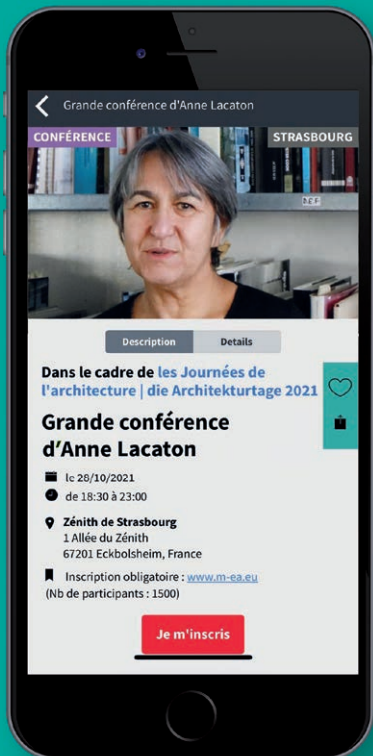 Grande conférence d'Anne Lacaton
CONFÉRENCE
STRASBOURG
DEF
Description
Details
Dans le cadre de les Journées de
l'architecture | die Architekturtage 2021
Grande conférence
d'Anne Lacaton
le 28/10/2021
de 18:30 à 23:00
Zénith de Strasbourg
1 Allée du Zénith
67201 Eckbolsheim, France
Inscription obligatoire : www.m-ea.eu
(Nb de participants : 1500)
Je m'inscris